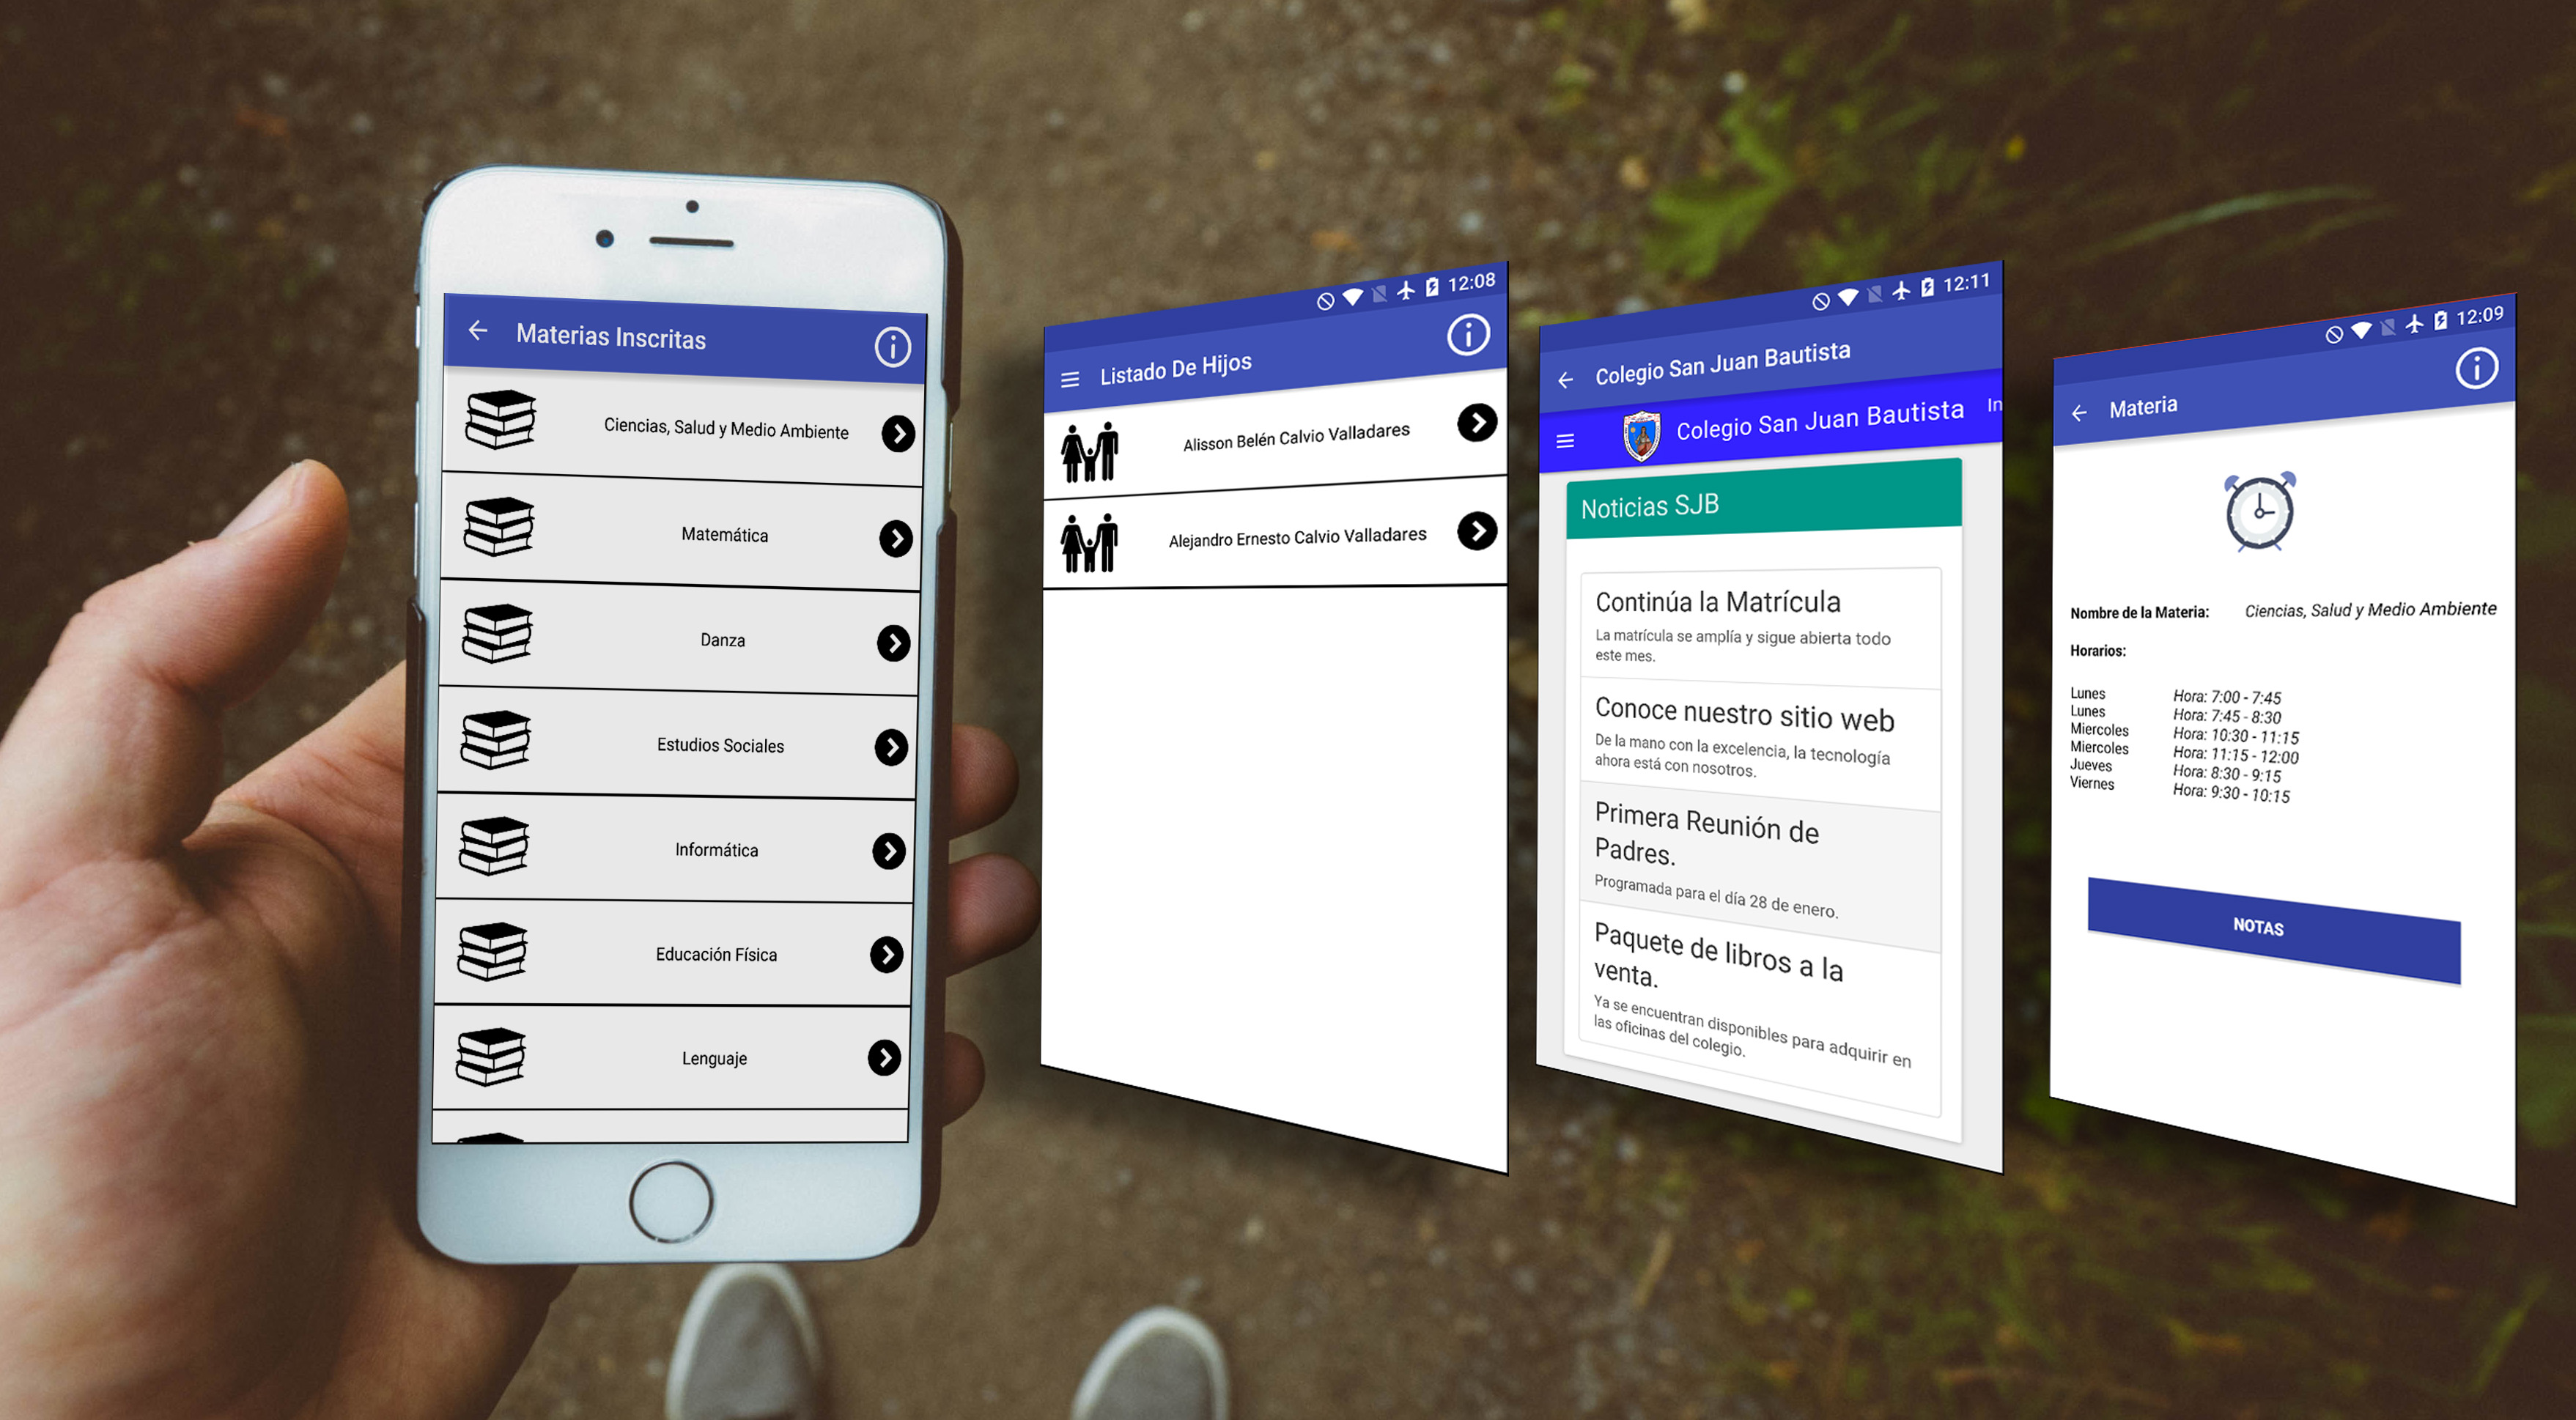 Materias Inscritas
Ciencias, Salud y Medio Ambiente
Matemática
Danza
Estudios Sociales
Informática
Educación Física
Lenguaje
12:08
Listado De Hijos
Alisson Belén Calvio Valladares
Alejandro Ernesto Calvio Valladares
12:11
Colegio San Juan Bautista
Colegio San Juan Bautista In
Noticias SJB
Continúa la Matrícula
La matrícula se amplía y sigue abierta todo
este mes.
Conoce nuestro sitio web
De la mano con la excelencia, la tecnología
ahora está con nosotros.
Primera Reunión de
Padres.
Programada para el día 28 de enero.
Paquete de libros a la
venta.
Ya se encuentran disponibles para adquirir en
las oficinas del colegio.
12:09
Materia
Nombre de la Materia: Ciencias, Salud y Medio Ambiente
Horarios:
Lunes Hora: 7:00 - 7:45
Lunes Hora: 7:45 - 8:30
Miercoles Hora: 10:30 - 11:15
Miercoles Hora: 11:15 - 12:00
Jueves Hora: 8:30 - 9:15
Viernes Hora: 9:30 - 10:15
NOTAS